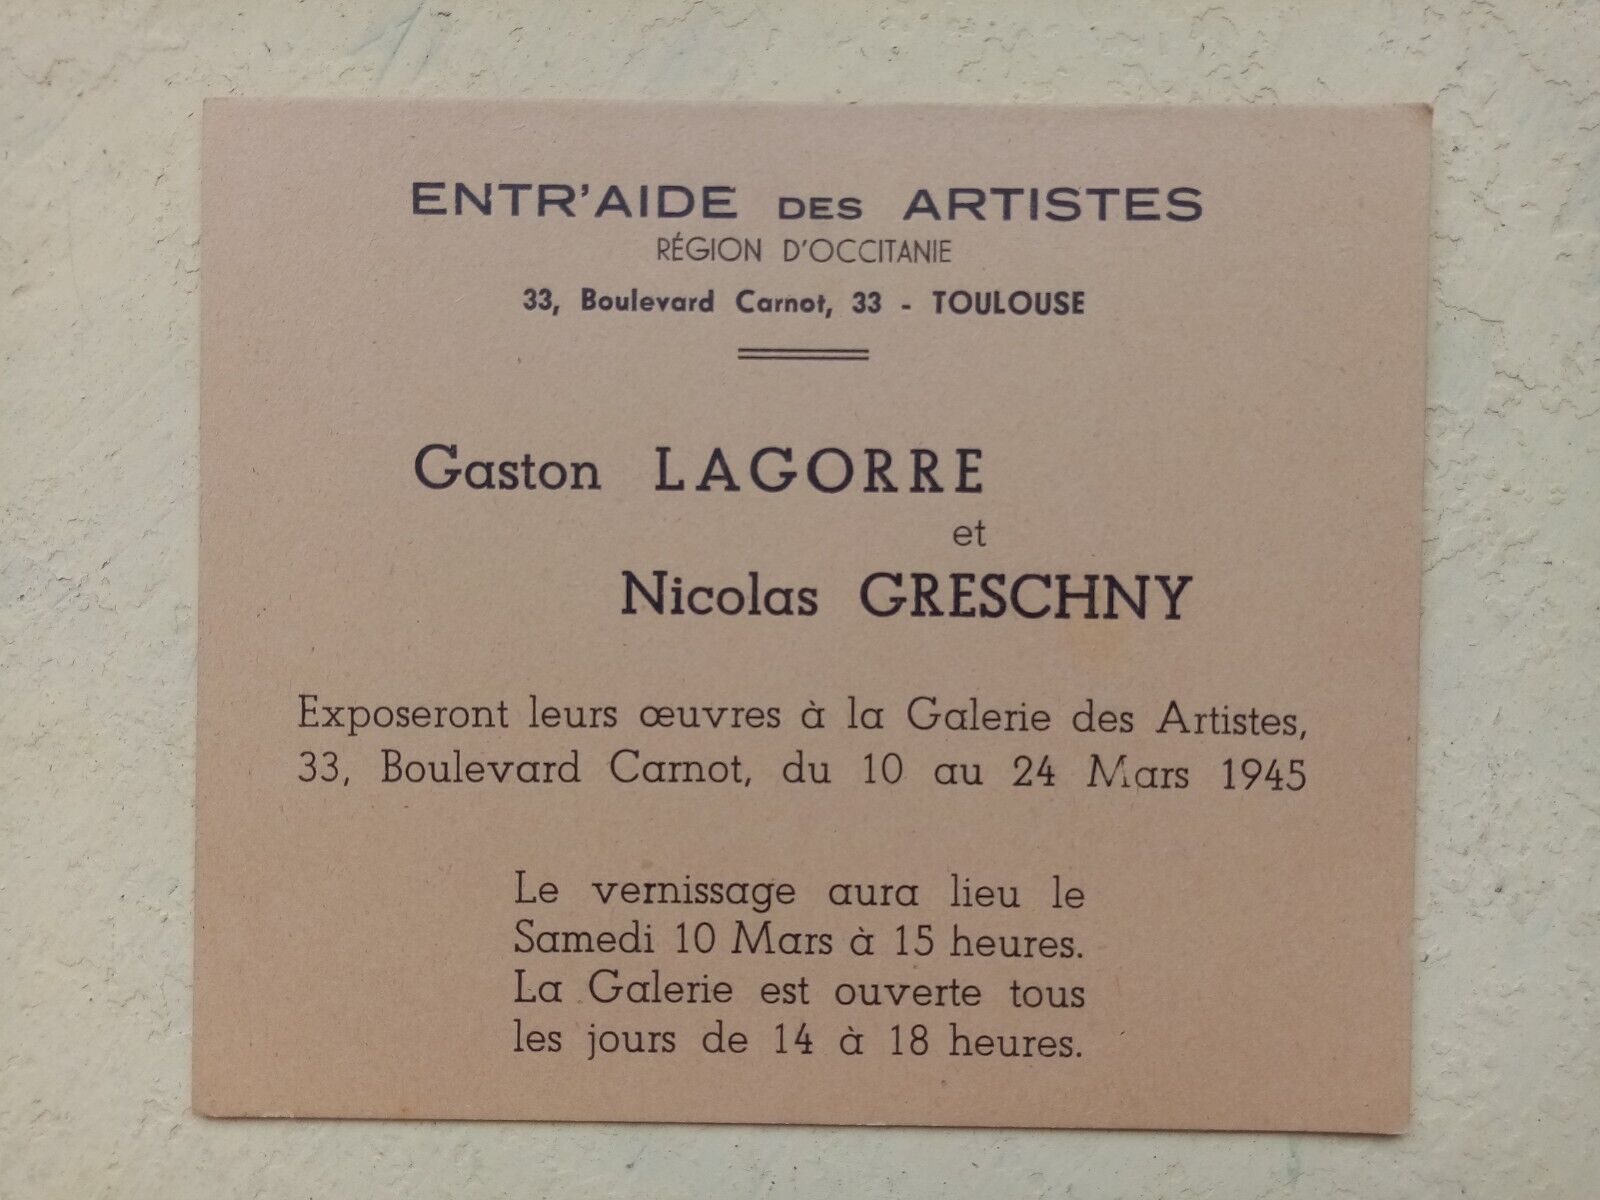 ENTR'AIDE DES ARTISTES
RÉGION D'OCCITANIE
33, Boulevard Carnot, 33 - TOULOUSE
Gaston LAGORRE
et
Nicolas GRESCHNY
Exposeront leurs œuvres à la Galerie des Artistes,
33, Boulevard Carnot, du 10 au 24 Mars 1945
Le vernissage aura lieu le
Samedi 10 Mars à 15 heures.
La Galerie est ouverte tous
les jours de 14 à 18 heures.